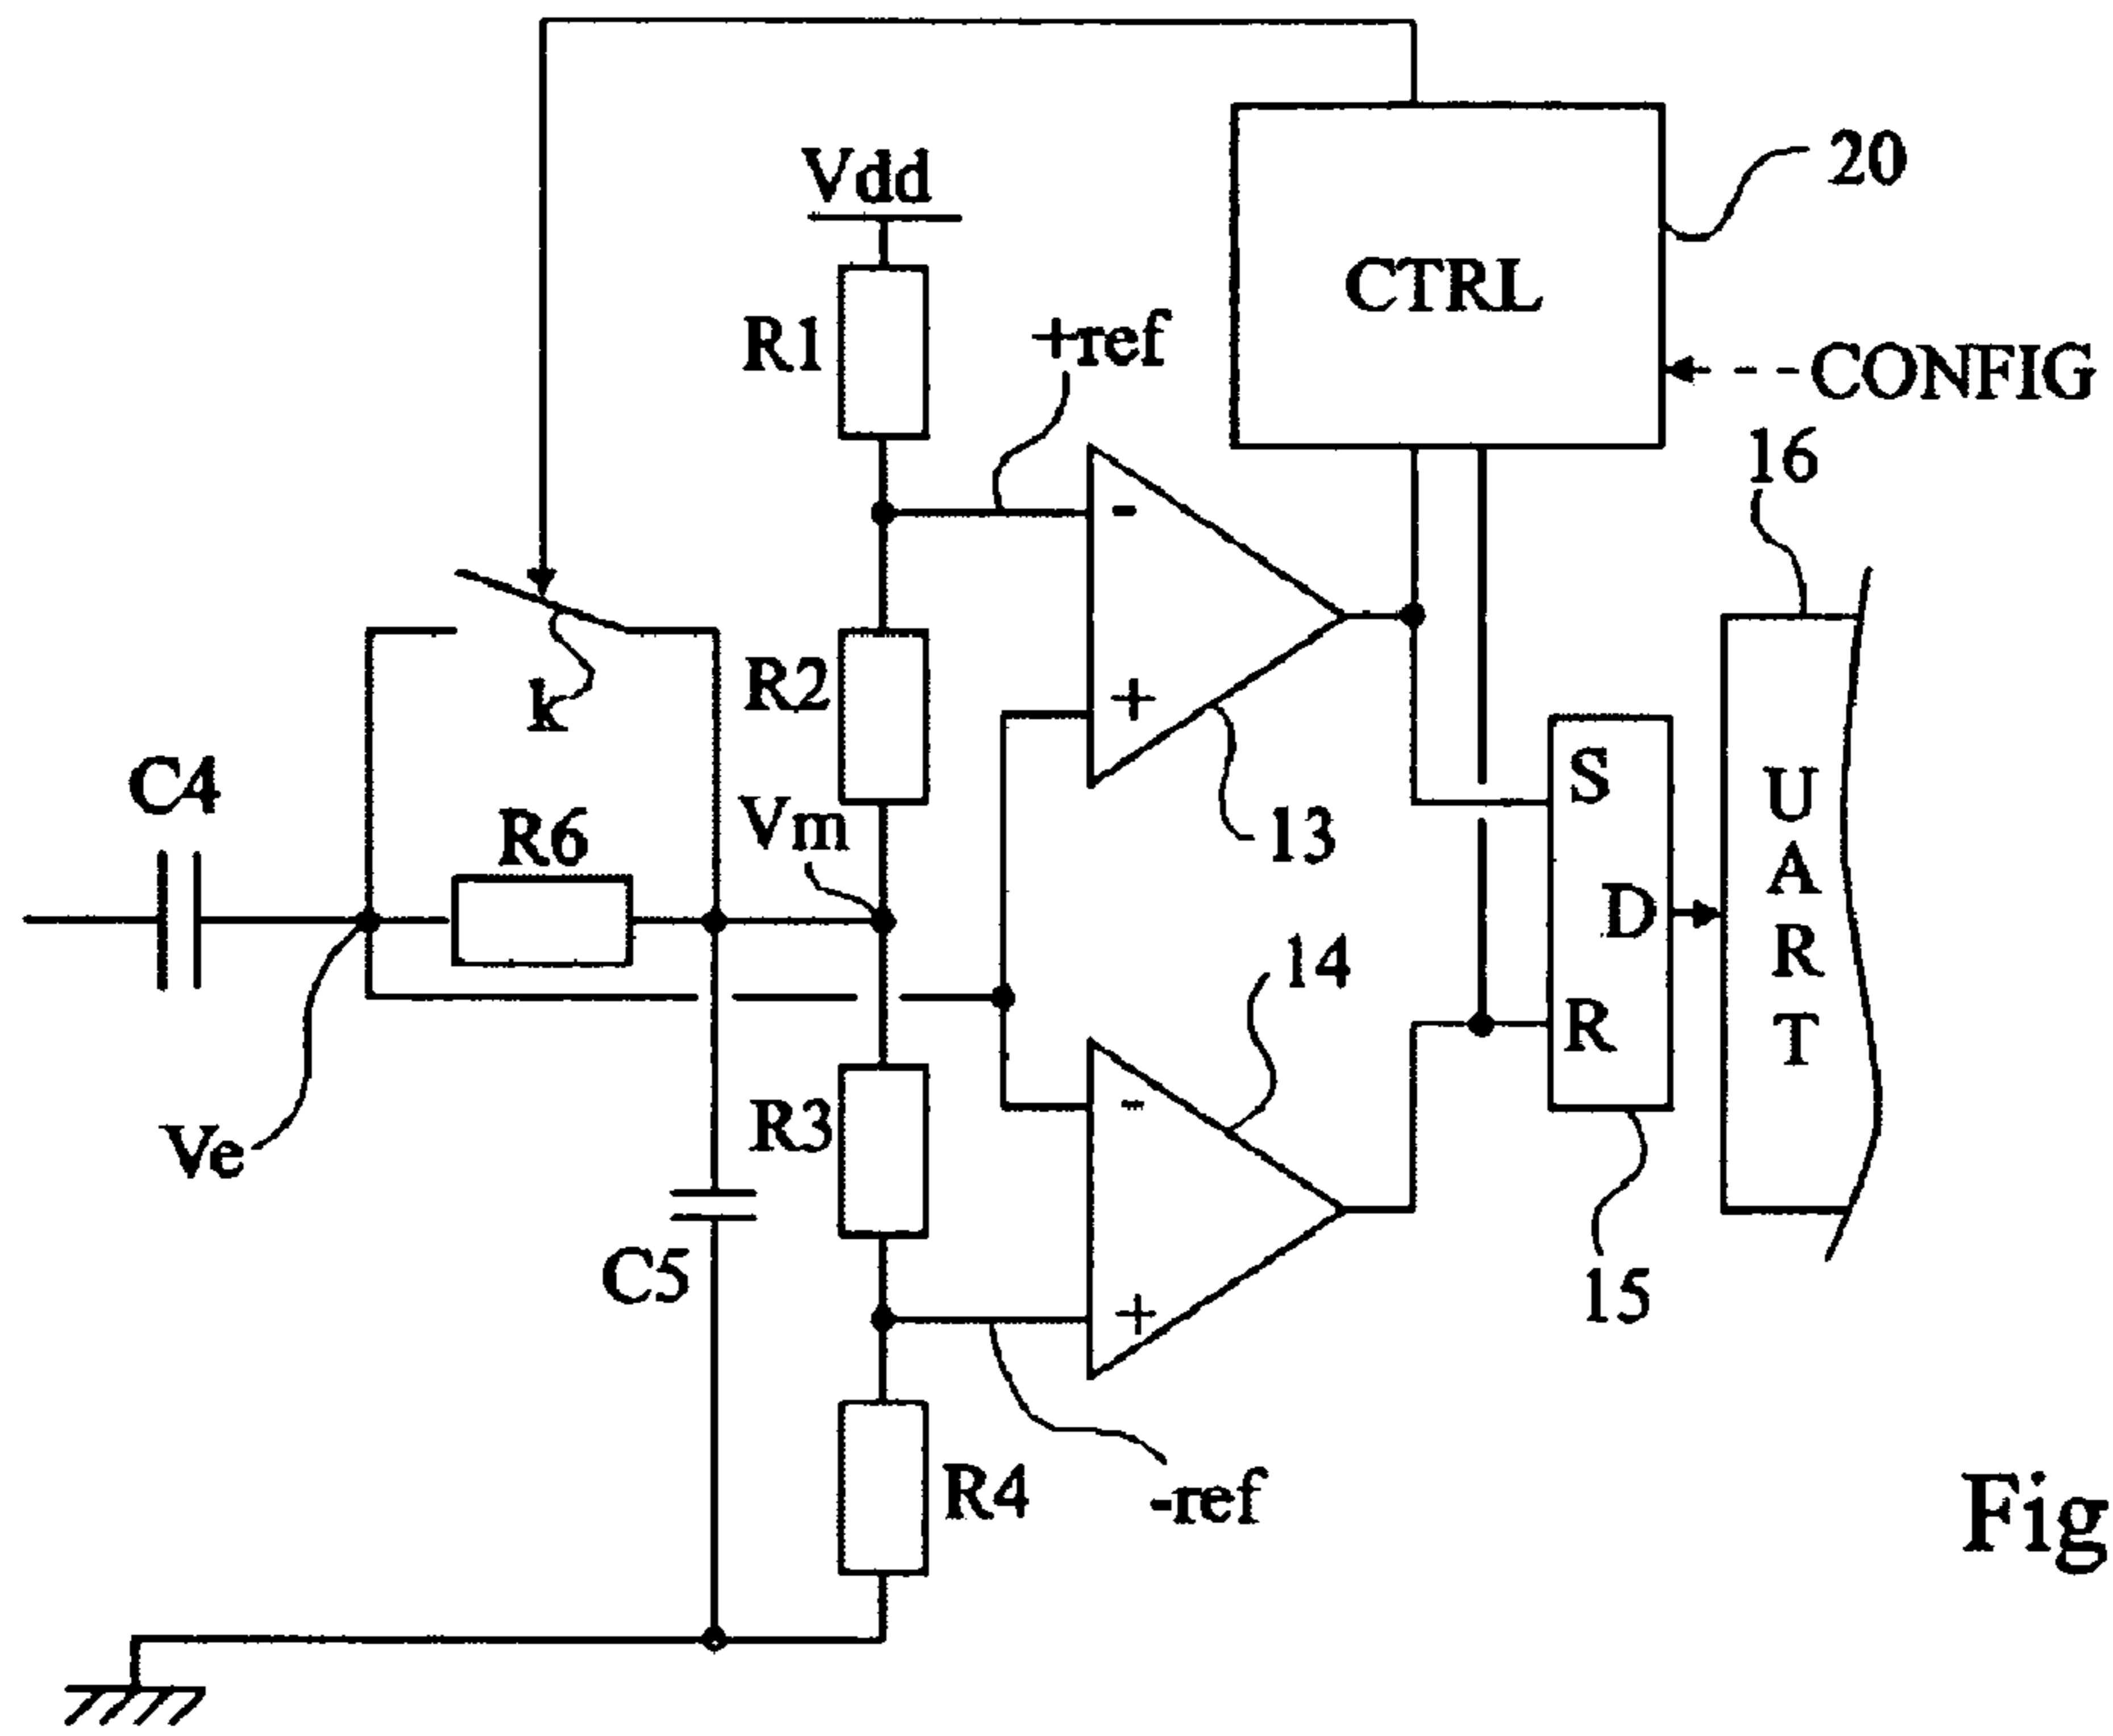 Vdd
20
CTRL
R1
+ref
CONFIG
16
-
R2
k
+
S
C4
R6
Vm
13
D
UART
14
R
-
R3
Ve
C5
15
+
R4
-ref
Fig